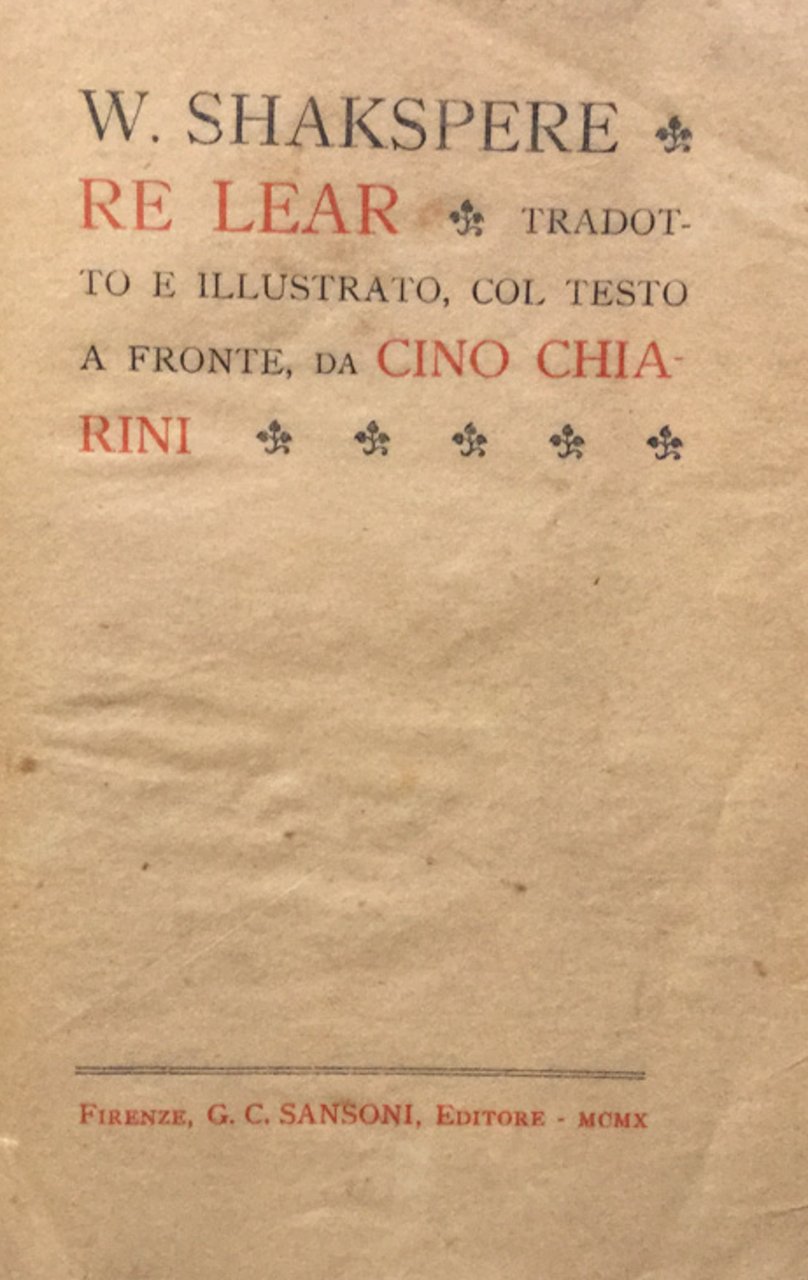 W. SHAKSPERE
RE LEAR TRADOT-
TO E ILLUSTRATO, COL TESTO
A FRONTE, DA CINO CHIA-
RINI
FIRENZE, G. C. SANSONI, EDITORE - MCMX